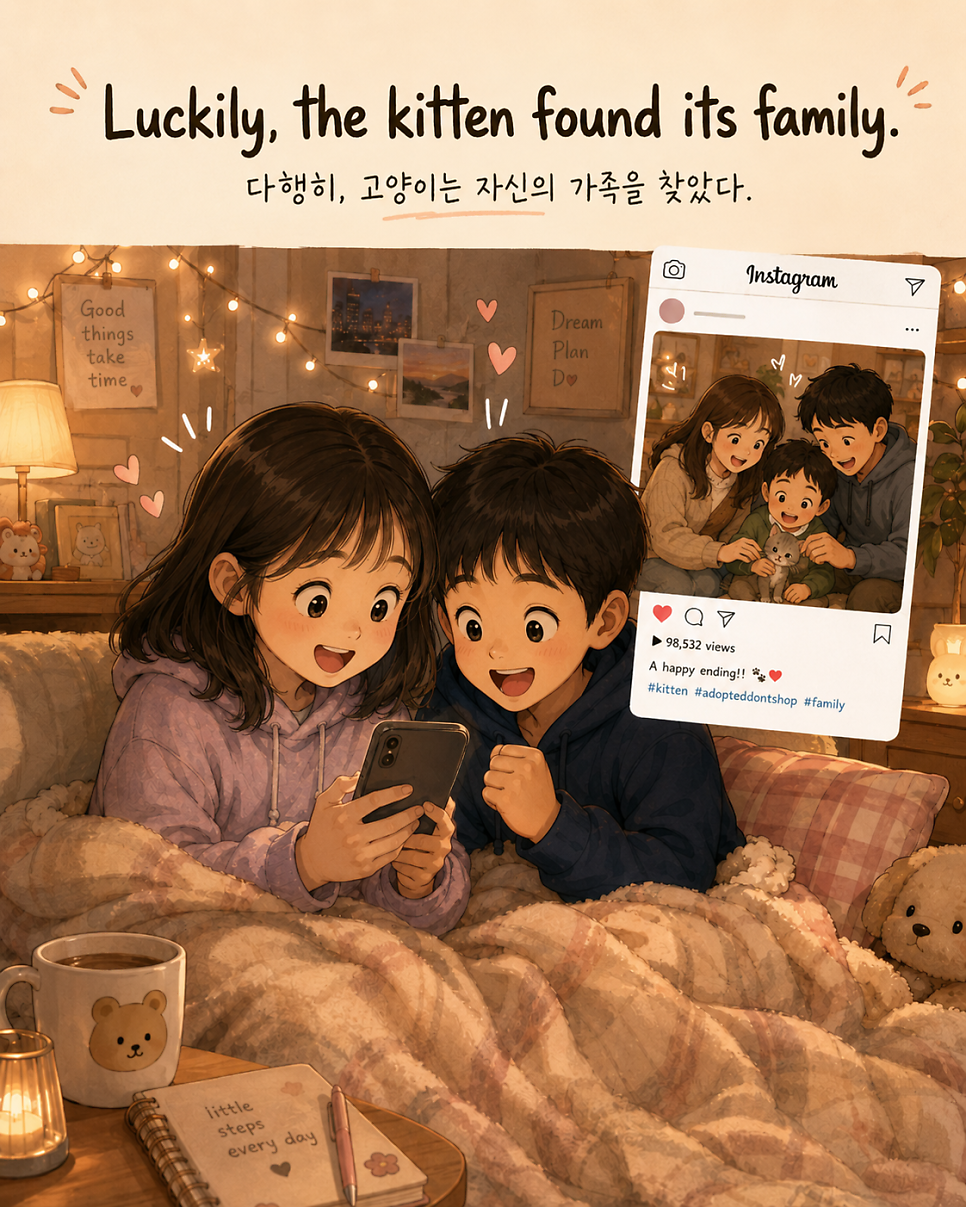 Luckily, the kitten found its family.
다행히, 고양이는 자신의 가족을 찾았다.
Good
things
take
time
Dream
Plan
Do
Instagram
98,532 views
A happy ending!! 🐾❤️
#kitten #adopteddontshop #family
little
steps
every day